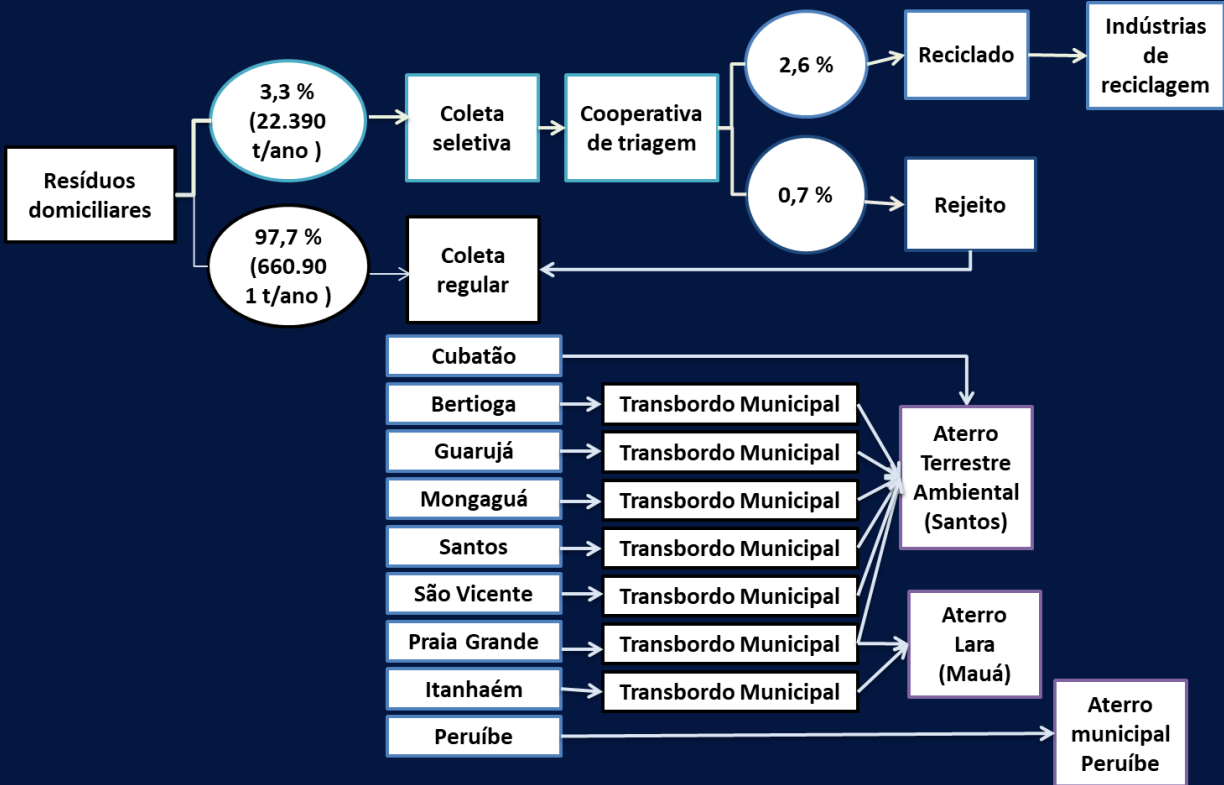 Resíduos
domiciliares
3,3 %
(22.390
t/ano )
Coleta
seletiva
Cooperativa
de triagem
2,6 %
Reciclado
Indústrias
de
reciclagem
0,7 %
Rejeito
97,7 %
(660.90
1 t/ano )
Coleta
regular
Cubatão
Bertioga
Transbordo Municipal
Guarujá
Transbordo Municipal
Mongaguá
Transbordo Municipal
Santos
Transbordo Municipal
São Vicente
Transbordo Municipal
Praia Grande
Transbordo Municipal
Itanhaém
Transbordo Municipal
Peruíbe
Aterro
Terrestre
Ambiental
(Santos)
Aterro
Lara
(Mauá)
Aterro
municipal
Peruíbe